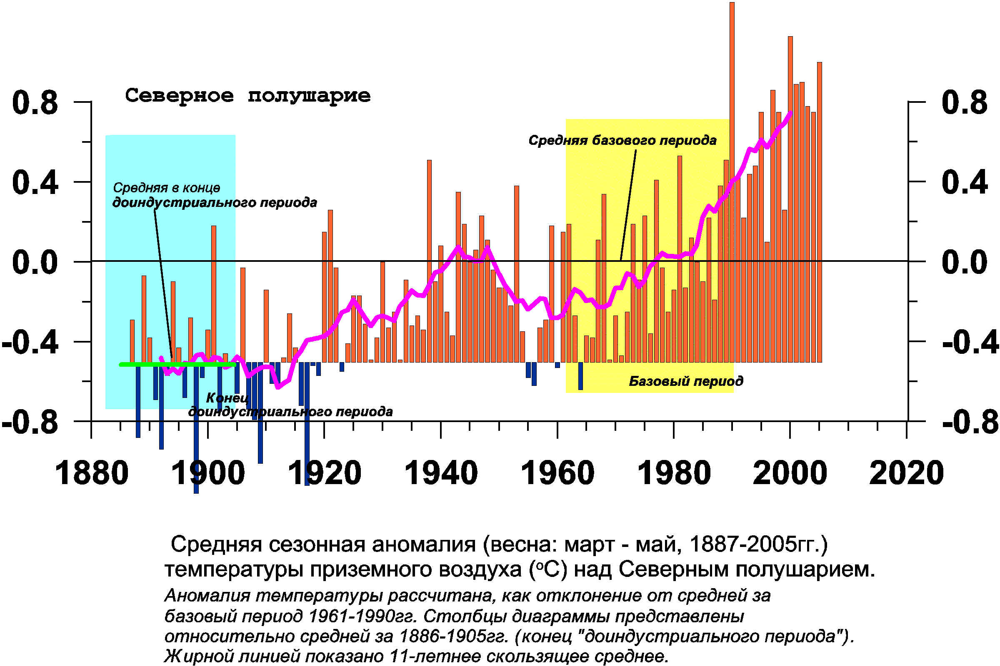 Северное полушарие
0.8
0.8
Средняя базового периода
0.4
0.4
Средняя в конце
доиндустриального периода
0.0
0.0
-0.4
-0.4
Базовый период
Конец
доиндустриального периода
-0.8
-0.8
1880 1900 1920 1940 1960 1980 2000 2020
Средняя сезонная аномалия (весна: март - май, 1887-2005гг.)
температуры приземного воздуха (°C) над Северным полушарием.
Аномалия температуры рассчитана, как отклонение от средней за
базовый период 1961-1990гг. Столбцы диаграммы представлены
относительно средней за 1886-1905гг. (конец "доиндустриального периода").
Жирной линией показано 11-летнее скользящее среднее.